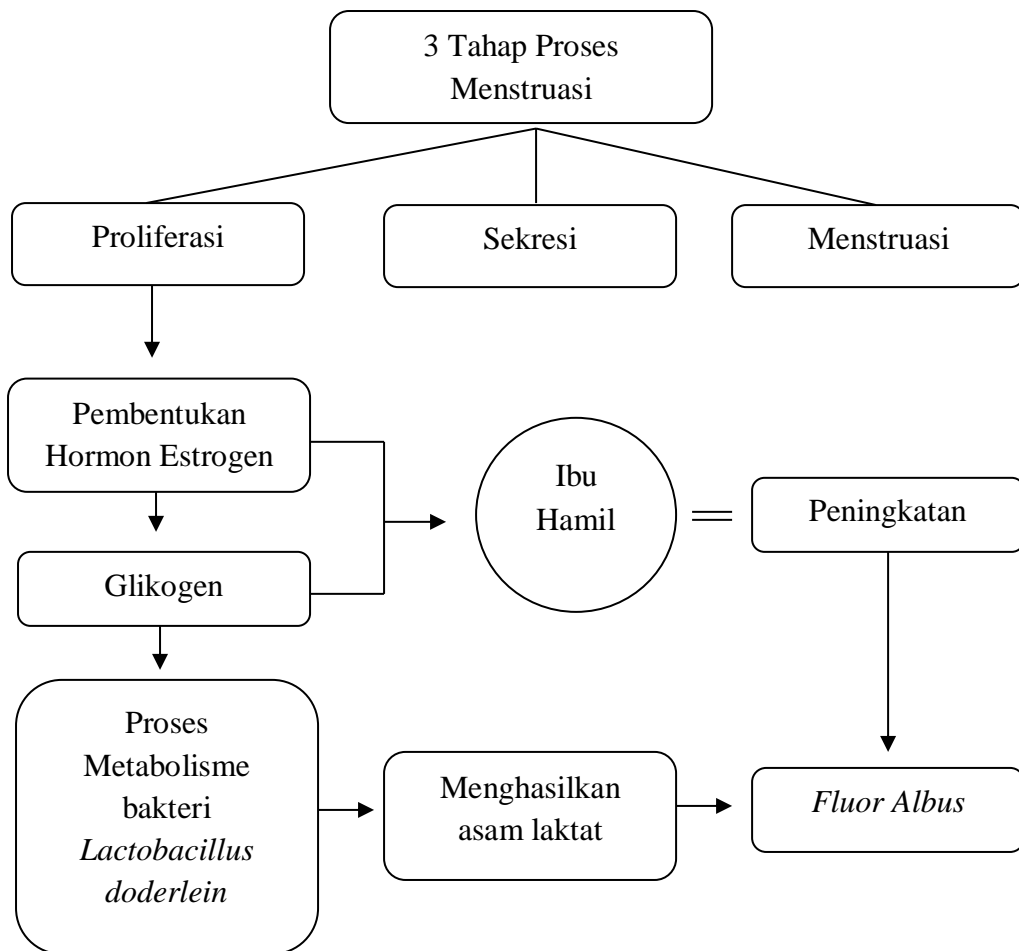 3 Tahap Proses
Menstruasi
Proliferasi
Sekresi
Menstruasi
Pembentukan
Hormon Estrogen
Ibu
Hamil
Peningkatan
Glikogen
Proses
Metabolisme
bakteri
Lactobacillus
doderlein
Menghasilkan
asam laktat
Fluor Albus